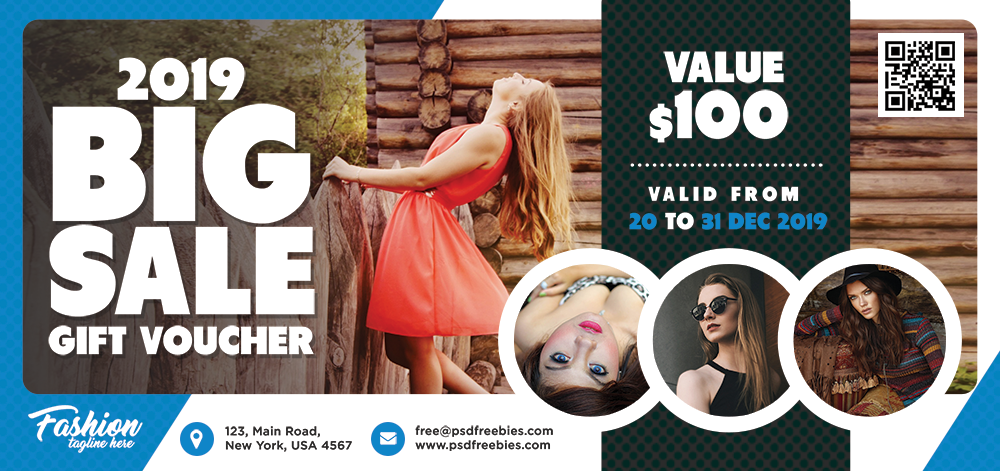 2019
BIG
SALE
GIFT VOUCHER
VALUE
$100
VALID FROM
20 TO 31 DEC 2019
Fashion
tagline here
123, Main Road,
New York, USA 4567
free@psdfreebies.com
www.psdfreebies.com